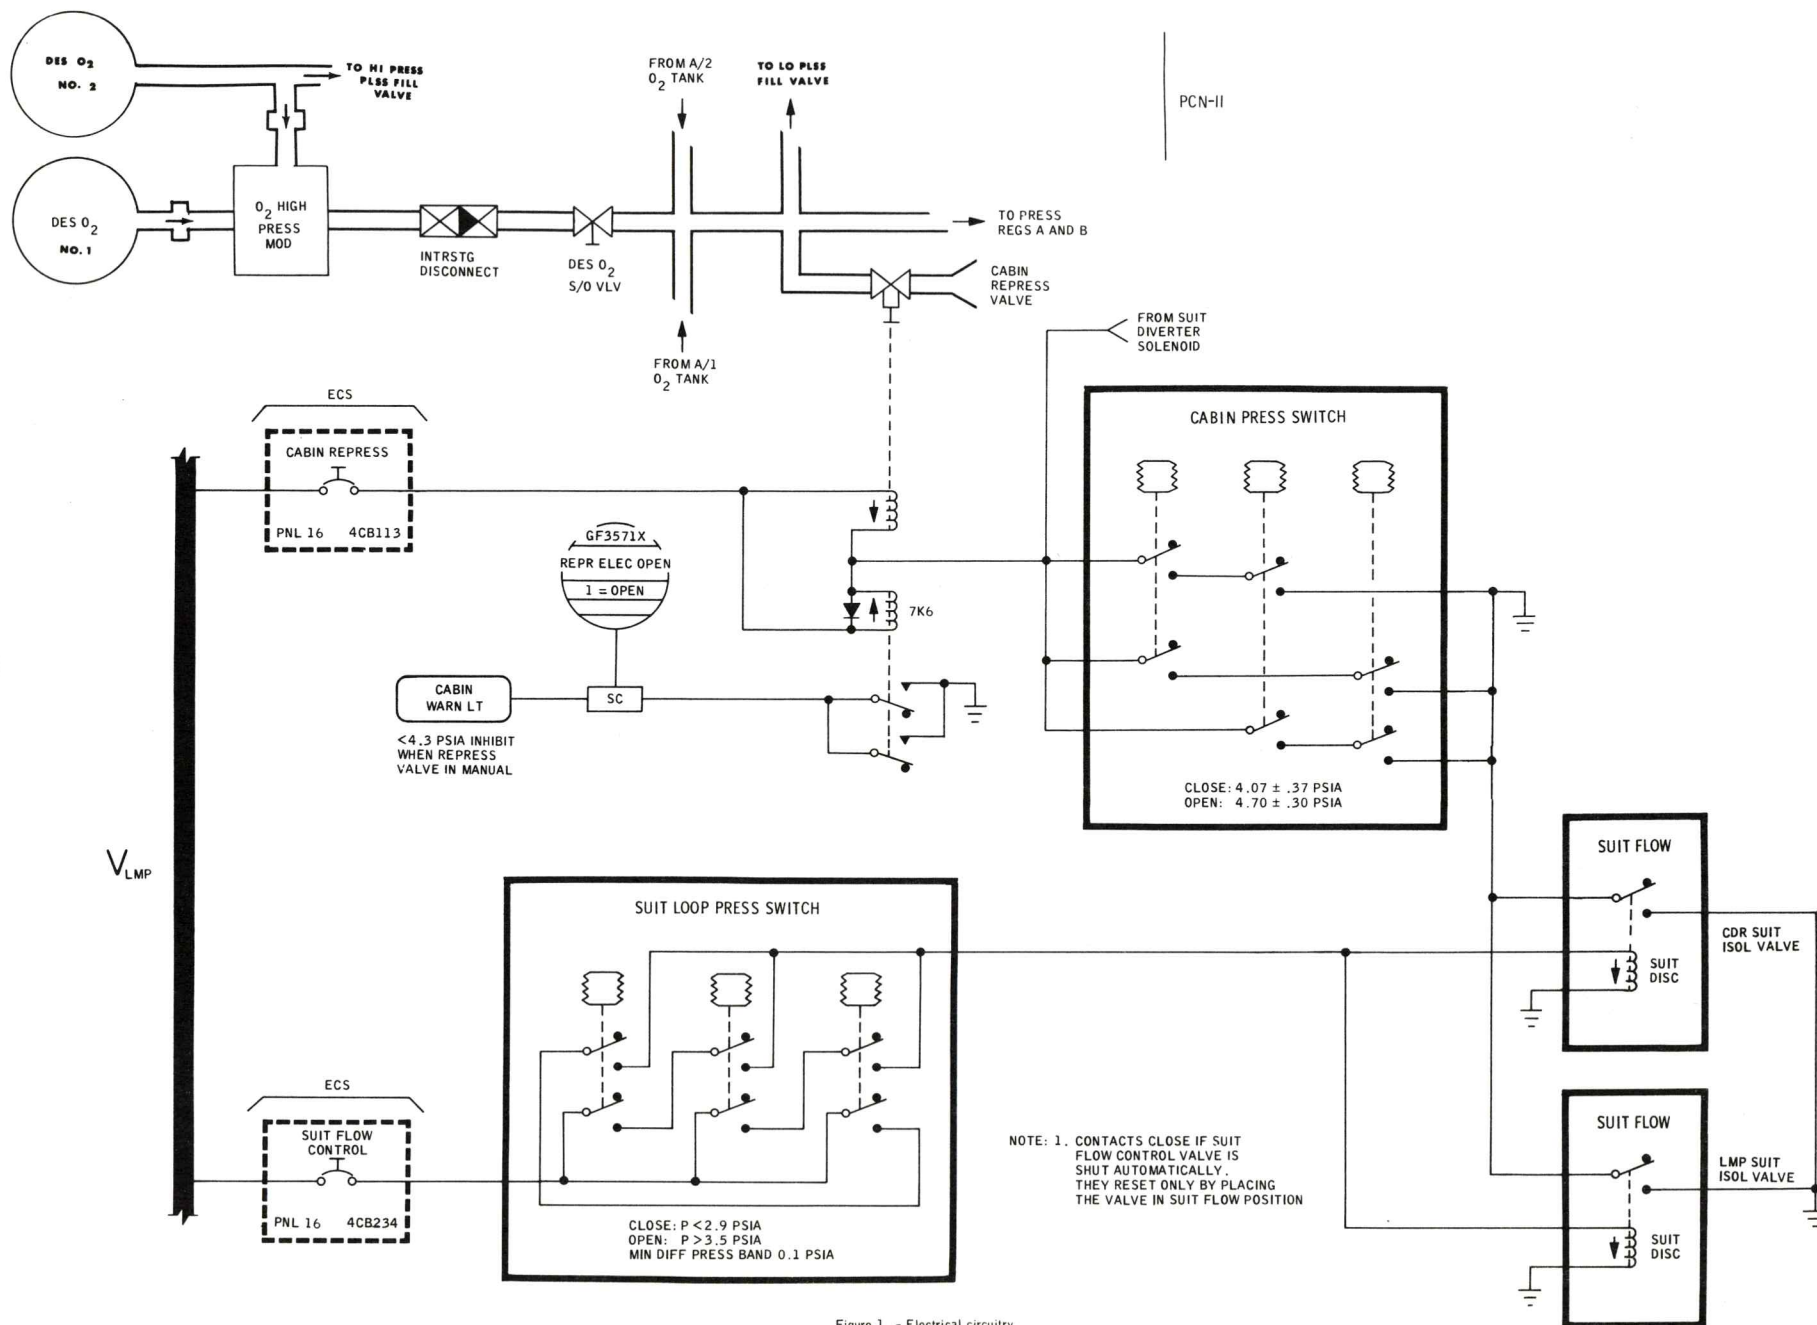 DES O2
NO. 2
TO HI PRESS
PLSS FILL
VALVE
FROM A/2
O2 TANK
TO LO PLSS
FILL VALVE
PCN-II
DES O2
NO. 1
O2 HIGH
PRESS
MOD
INTRSTG
DISCONNECT
DES O2
S/O VLV
TO PRESS
REGS A AND B
CABIN
REPRESS
VALVE
FROM A/1
O2 TANK
FROM SUIT
DIVERTER
SOLENOID
ECS
CABIN REPRESS
PNL 16 4CB113
GF3571X
REPR ELEC OPEN
1 = OPEN
7K6
CABIN
WARN LT
SC
<4.3 PSIA INHIBIT
WHEN REPRESS
VALVE IN MANUAL
CABIN PRESS SWITCH
CLOSE: 4.07 ± .37 PSIA
OPEN: 4.70 ± .30 PSIA
VLMP
SUIT LOOP PRESS SWITCH
CLOSE: P <2.9 PSIA
OPEN: P >3.5 PSIA
MIN DIFF PRESS BAND 0.1 PSIA
ECS
SUIT FLOW
CONTROL
PNL 16 4CB234
NOTE: 1. CONTACTS CLOSE IF SUIT
FLOW CONTROL VALVE IS
SHUT AUTOMATICALLY.
THEY RESET ONLY BY PLACING
THE VALVE IN SUIT FLOW POSITION
SUIT FLOW
CDR SUIT
ISOL VALVE
SUIT
DISC
SUIT FLOW
LMP SUIT
ISOL VALVE
SUIT
DISC
Figure 1. - Electrical circuitry